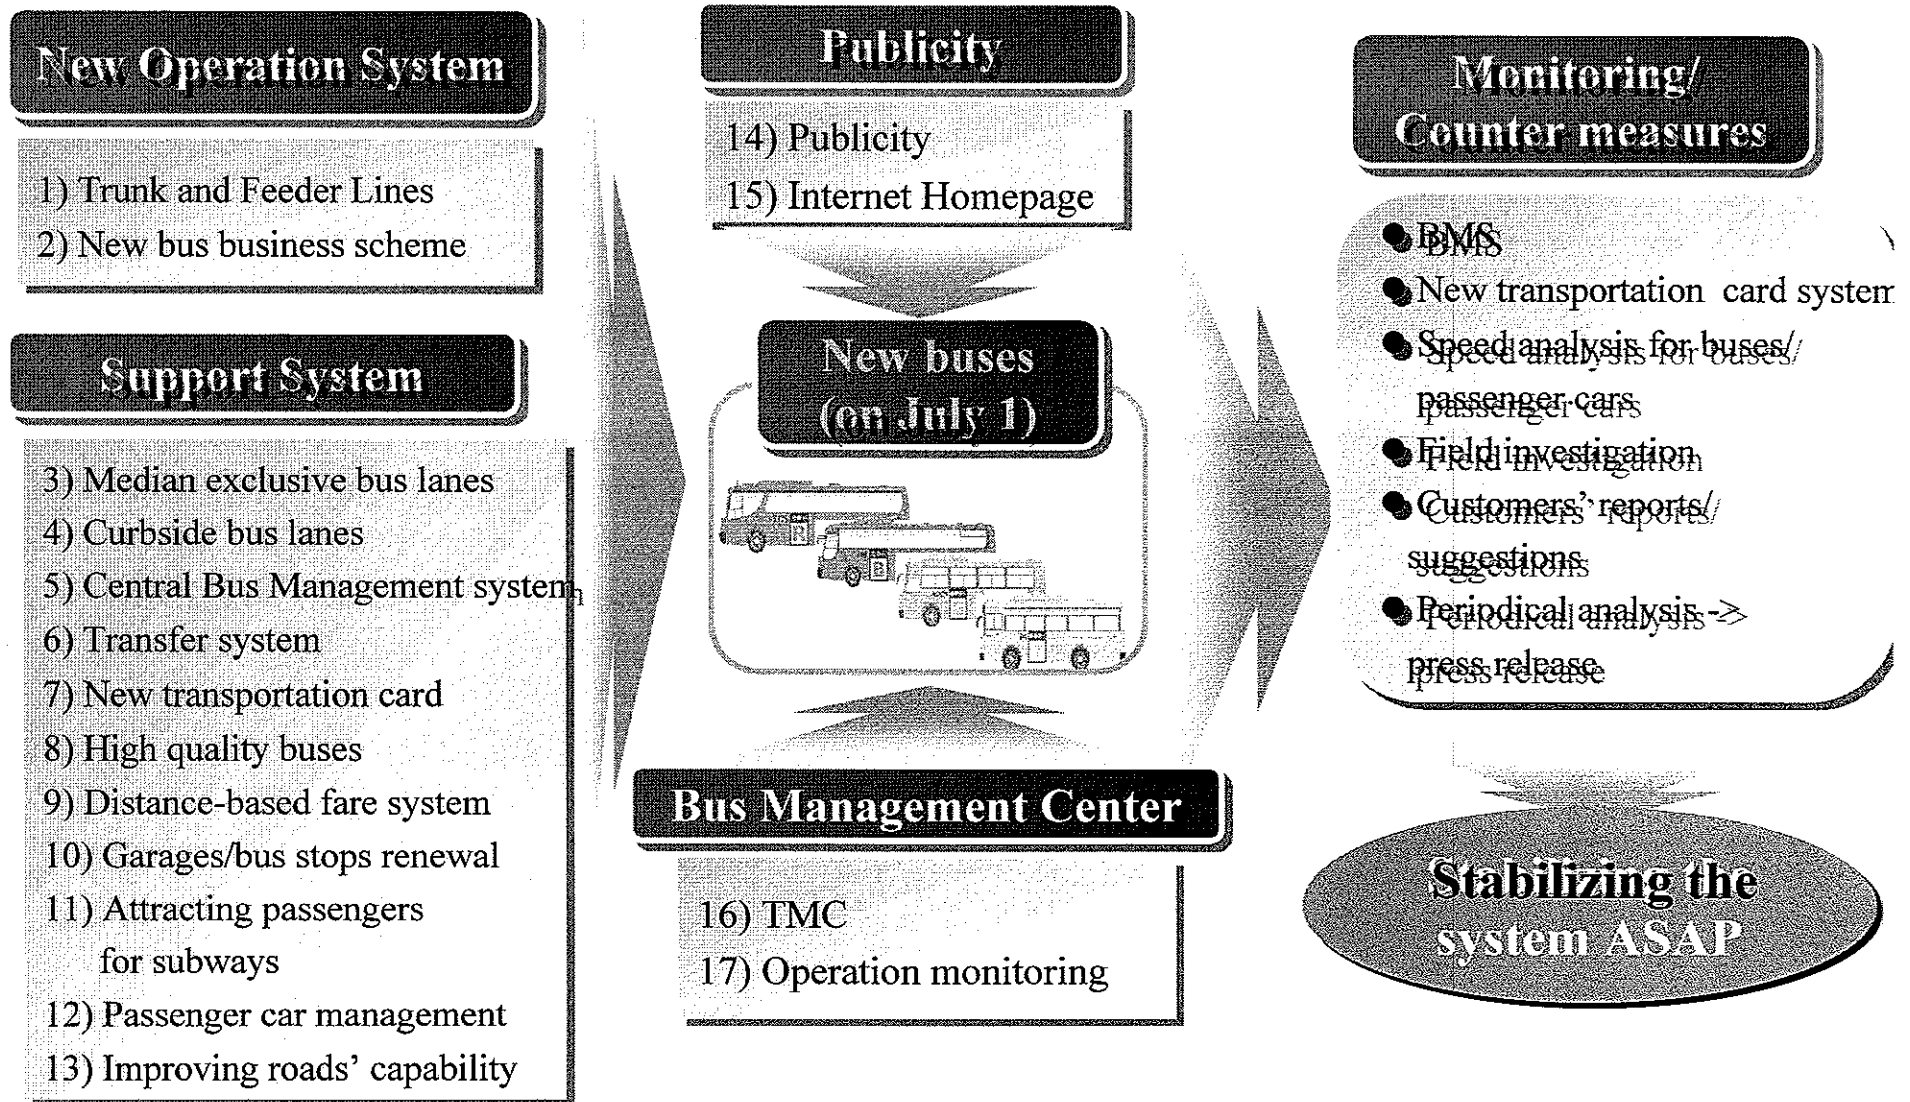 New Operation System
1) Trunk and Feeder Lines
2) New bus business scheme
Support System
3) Median exclusive bus lanes
4) Curbside bus lanes
5) Central Bus Management system
6) Transfer system
7) New transportation card
8) High quality buses
9) Distance-based fare system
10) Garages/bus stops renewal
11) Attracting passengers
for subways
12) Passenger car management
13) Improving roads’ capability
Publicity
14) Publicity
15) Internet Homepage
New buses
(on July 1)
R
B
Bus Management Center
16) TMC
17) Operation monitoring
Monitoring/
Counter measures
● BMS
● New transportation card system
● Speed analysis for buses/
passenger cars
● Field investigation
● Customers’ reports/
suggestions
● Periodical analysis ->
press release
Stabilizing the
system ASAP